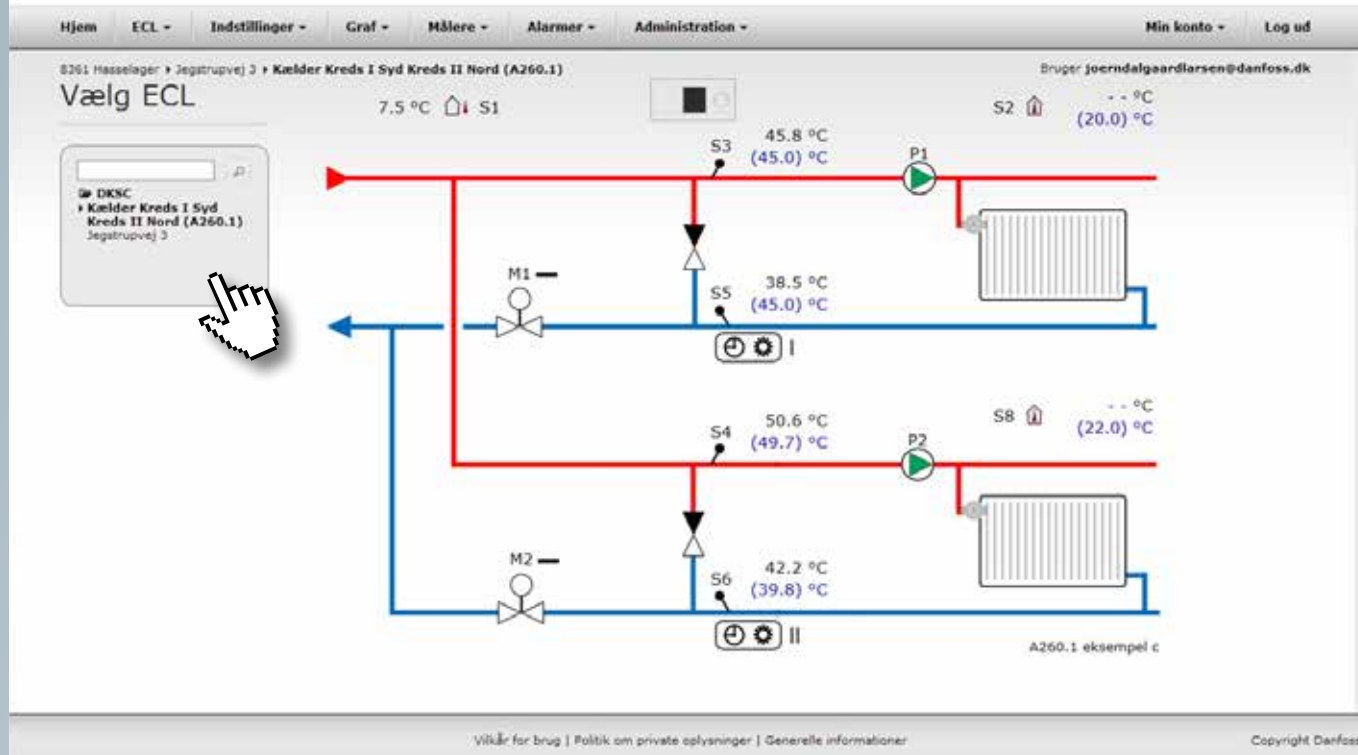 Hjem ECL Indstillinger Graf Målere Alarmer Administration Min konto Log ud
8361 Hasselager Jegstrupvej 3 Kælder Kreds I Syd Kreds II Nord (A260.1) Bruger joerndalgaardlarsen@danfoss.dk
Vælg ECL
7.5 °C S1
S2 - - °C
(20.0) °C
S3 45.8 °C
(45.0) °C
P1
DKSC
Kælder Kreds I Syd
Kreds II Nord (A260.1)
Jegstrupvej 3
M1
S5 38.5 °C
(45.0) °C
I
S4 50.6 °C
(49.7) °C
P2
S8 - - °C
(22.0) °C
M2
S6 42.2 °C
(39.8) °C
II
A260.1 eksempel c
Vilkår for brug | Politik om private oplysninger | Generelle informationer Copyright Danfoss